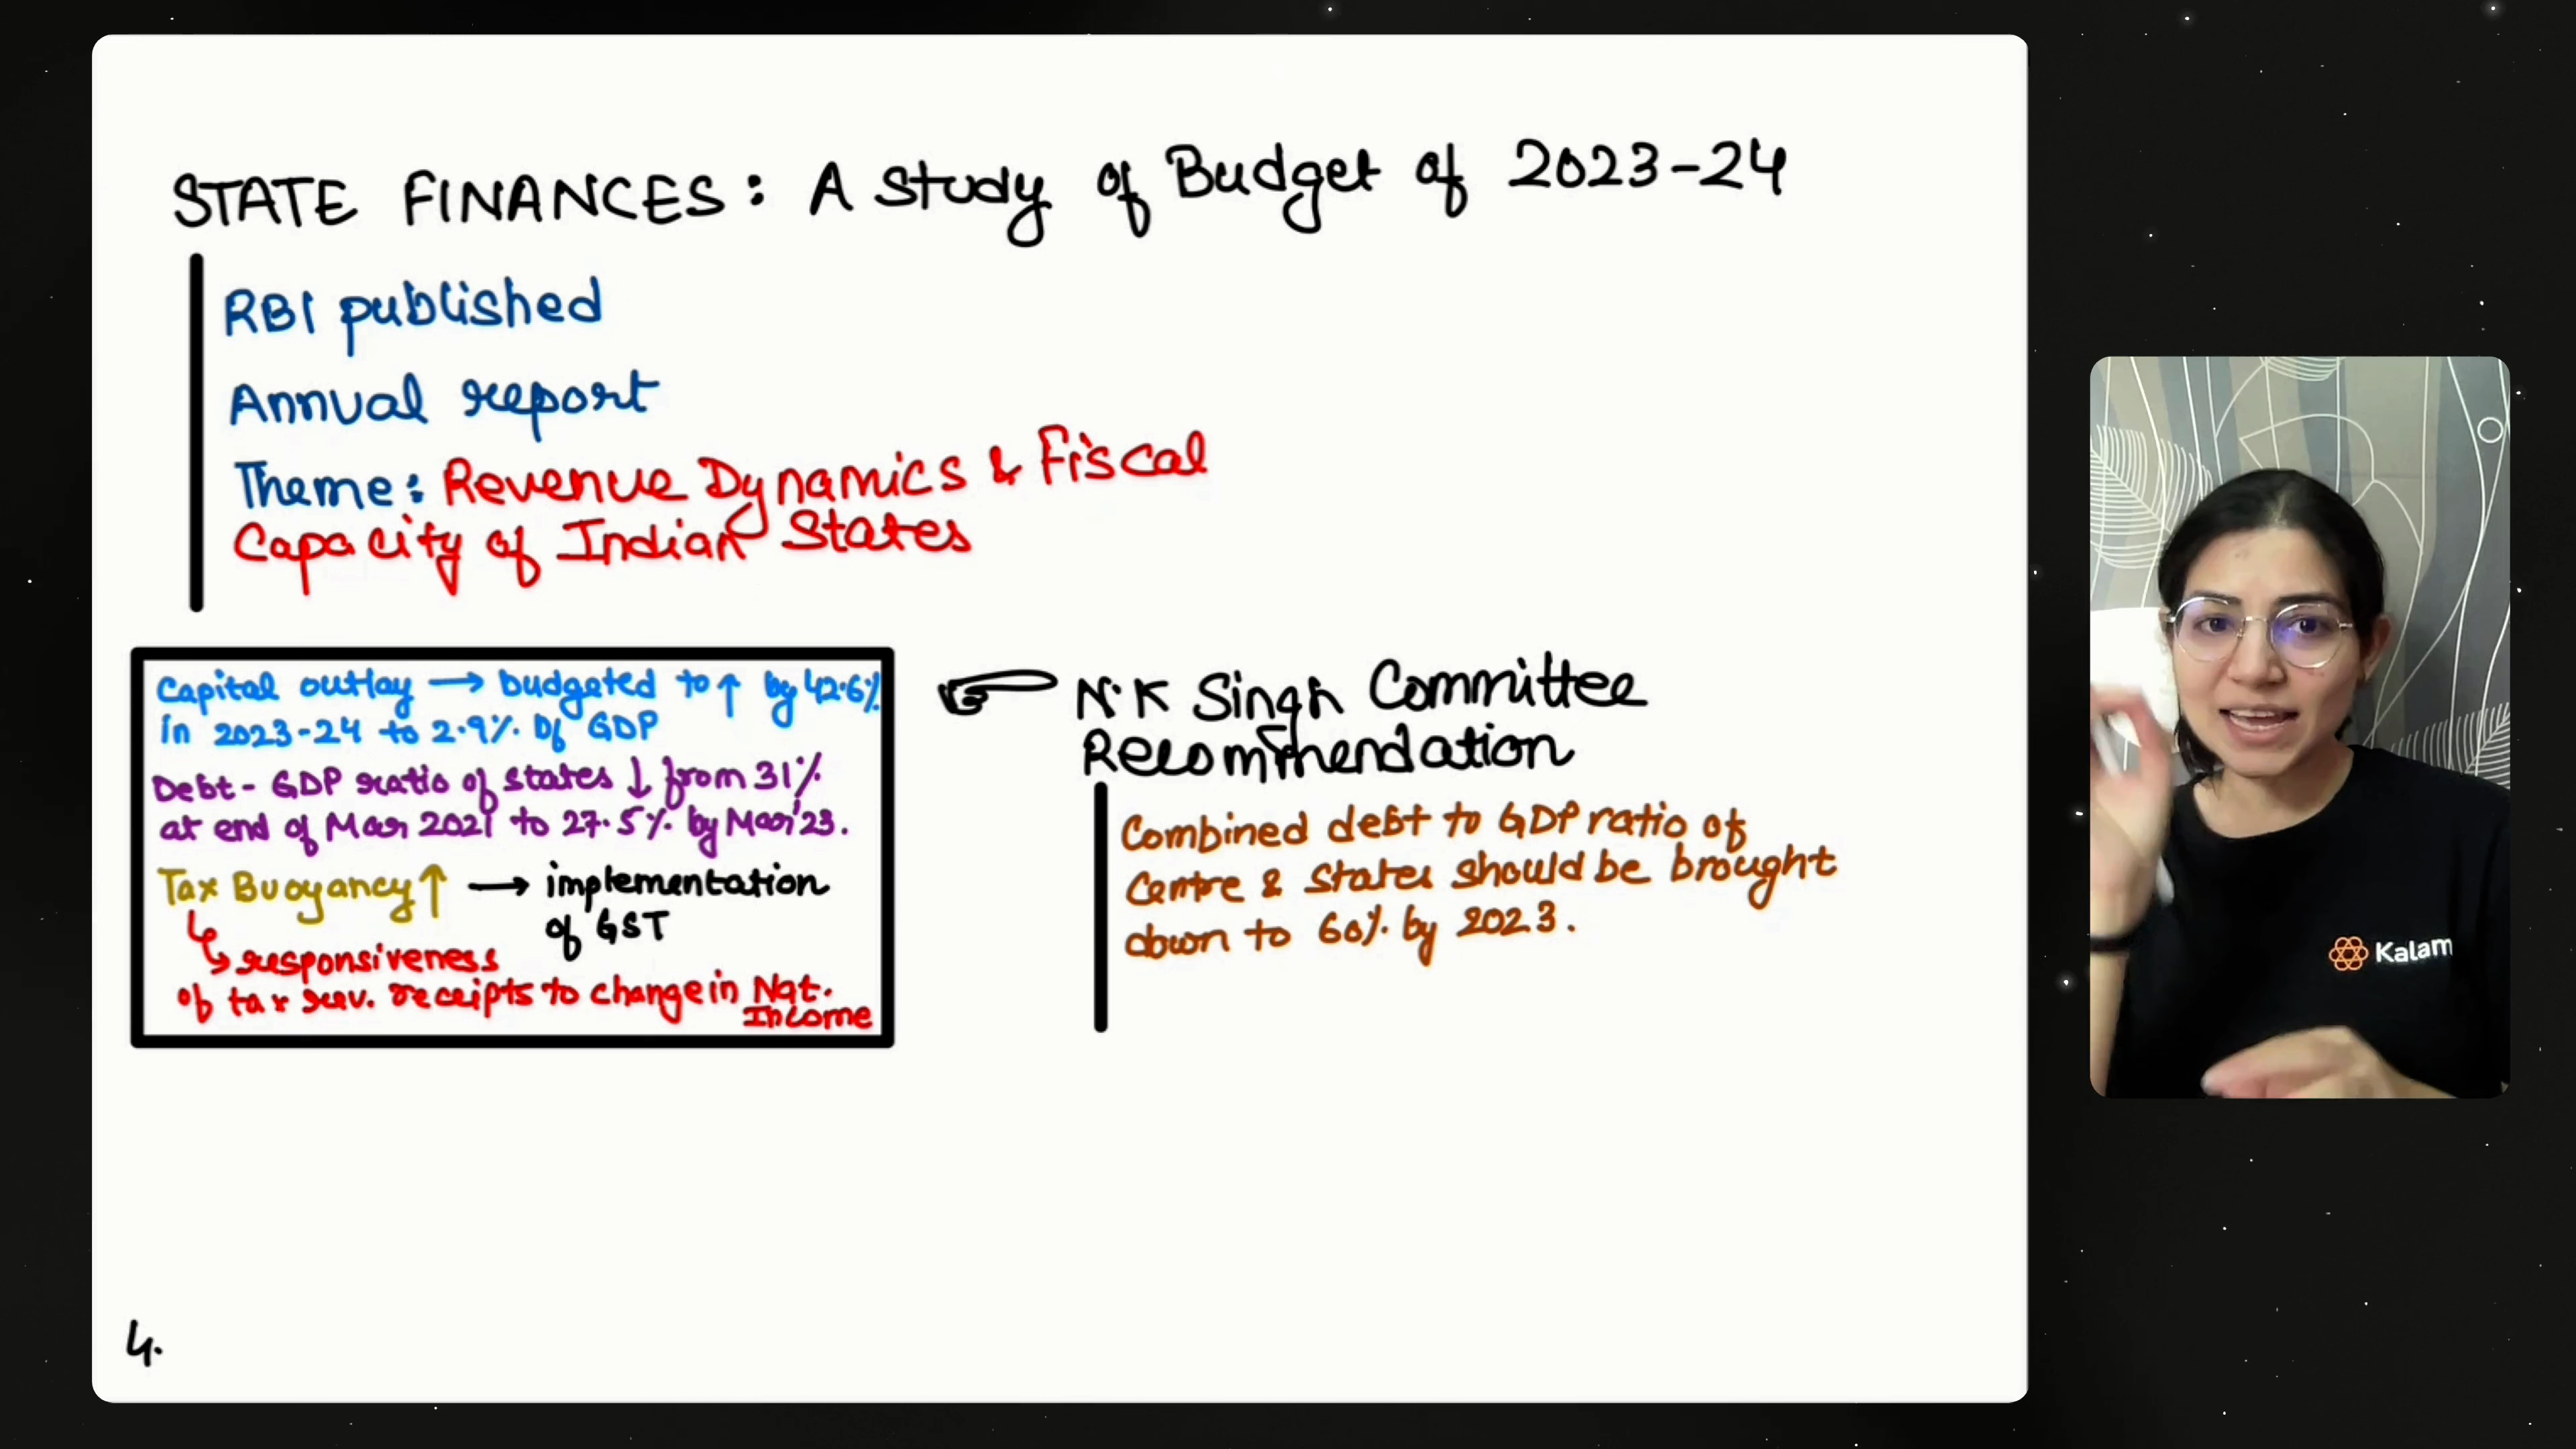 STATE FINANCES: A Study of Budget of 2023-24
RBI published
Annual report
Theme: Revenue Dynamics & Fiscal
Capacity of Indian States
Capital outlay → budgeted to ↑ by 42.6%
in 2023-24 to 2.9% of GDP
Debt - GDP ratio of states ↓ from 31%
at end of Mar 2021 to 27.5% by Mar'23.
Tax Buoyancy ↑ → implementation
of GST
↳ responsiveness
of tax rev. receipts to change in Nat.
Income
N.K Singh Committee
Recommendation
Combined debt to GDP ratio of
Centre & States should be brought
down to 60% by 2023.
4.
Kalam